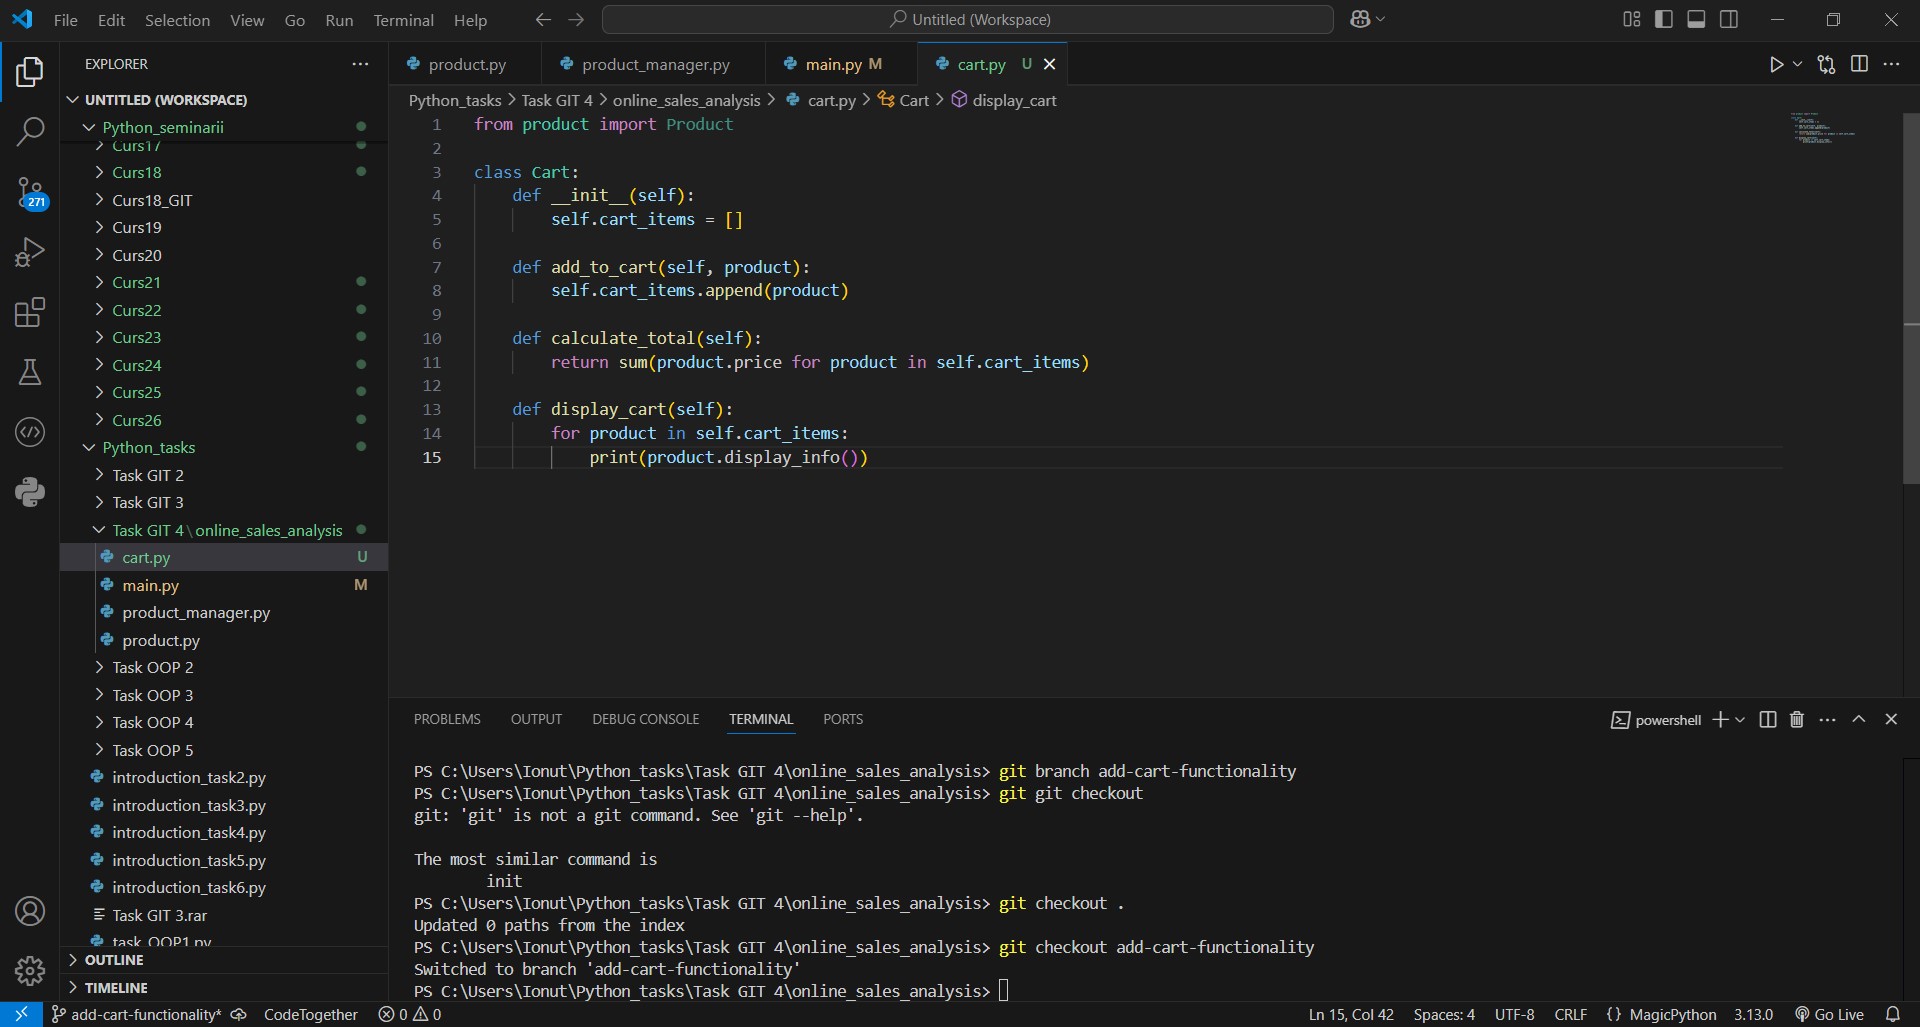 File Edit Selection View Go Run Terminal Help
Untitled (Workspace)
EXPLORER
UNTITLED (WORKSPACE)
Python_seminarii
Curs17
Curs18
Curs18_GIT
Curs19
Curs20
Curs21
Curs22
Curs23
Curs24
Curs25
Curs26
Python_tasks
Task GIT 2
Task GIT 3
Task GIT 4\online_sales_analysis
cart.py U
main.py M
product_manager.py
product.py
Task OOP 2
Task OOP 3
Task OOP 4
Task OOP 5
introduction_task2.py
introduction_task3.py
introduction_task4.py
introduction_task5.py
introduction_task6.py
Task GIT 3.rar
task_OOP1.py
OUTLINE
TIMELINE
271
product.py product_manager.py main.py M cart.py U
Python_tasks > Task GIT 4 > online_sales_analysis > cart.py > Cart > display_cart
1 from product import Product
2
3 class Cart:
4 def __init__(self):
5 self.cart_items = []
6
7 def add_to_cart(self, product):
8 self.cart_items.append(product)
9
10 def calculate_total(self):
11 return sum(product.price for product in self.cart_items)
12
13 def display_cart(self):
14 for product in self.cart_items:
15 print(product.display_info())
PROBLEMS OUTPUT DEBUG CONSOLE TERMINAL PORTS
powershell
PS C:\Users\Ionut\Python_tasks\Task GIT 4\online_sales_analysis> git branch add-cart-functionality
PS C:\Users\Ionut\Python_tasks\Task GIT 4\online_sales_analysis> git git checkout
git: 'git' is not a git command. See 'git --help'.
The most similar command is
init
PS C:\Users\Ionut\Python_tasks\Task GIT 4\online_sales_analysis> git checkout .
Updated 0 paths from the index
PS C:\Users\Ionut\Python_tasks\Task GIT 4\online_sales_analysis> git checkout add-cart-functionality
Switched to branch 'add-cart-functionality'
PS C:\Users\Ionut\Python_tasks\Task GIT 4\online_sales_analysis>
add-cart-functionality* CodeTogether 0 0 Ln 15, Col 42 Spaces: 4 UTF-8 CRLF {} MagicPython 3.13.0 Go Live